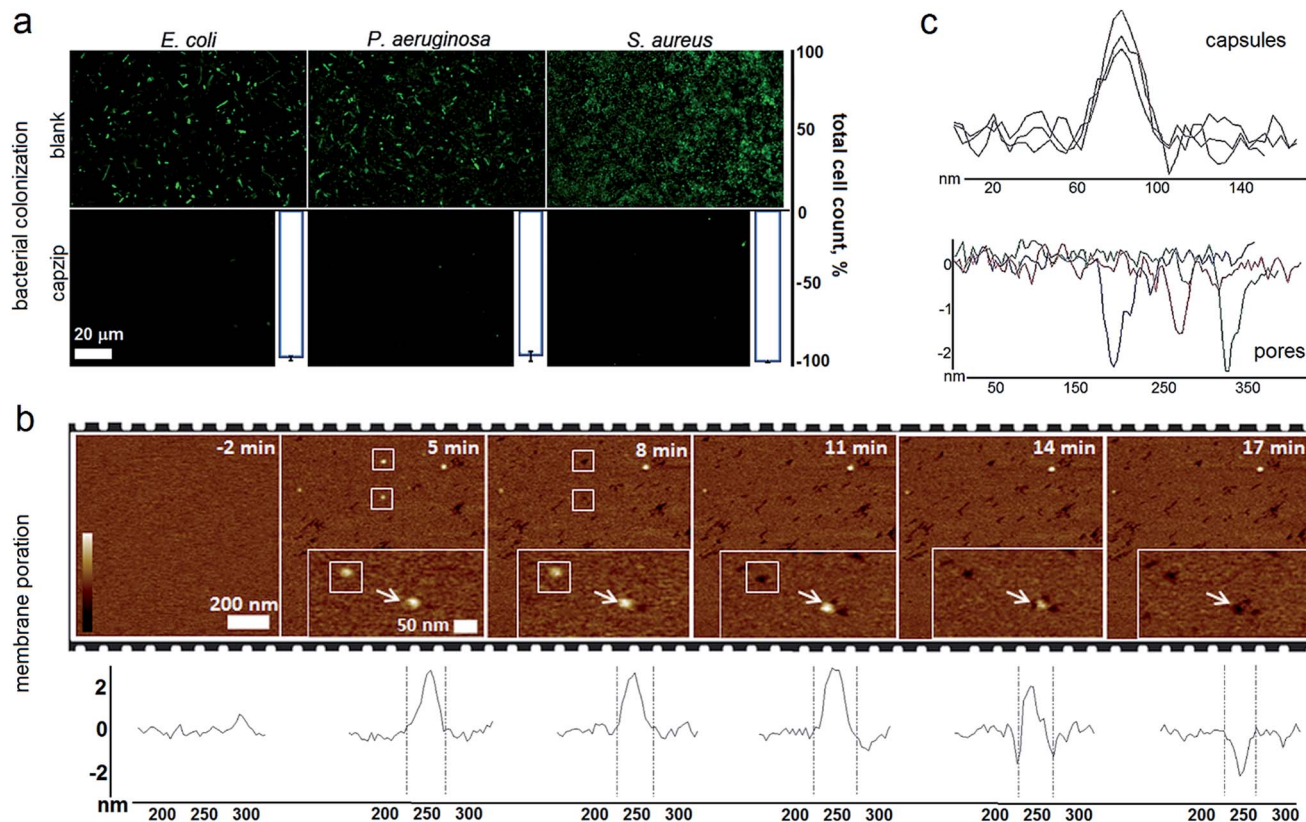 a
E. coli
P. aeruginosa
S. aureus
bacterial colonization
blank
capzip
20 μm
100
50
0
-50
-100
total cell count, %
c
capsules
nm
20
60
100
140
0
-1
-2
nm
pores
50
150
250
350
b
membrane poration
-2 min
5 min
8 min
11 min
14 min
17 min
200 nm
50 nm
2
0
-2
nm
200 250 300
200 250 300
200 250 300
200 250 300
200 250 300
200 250 300